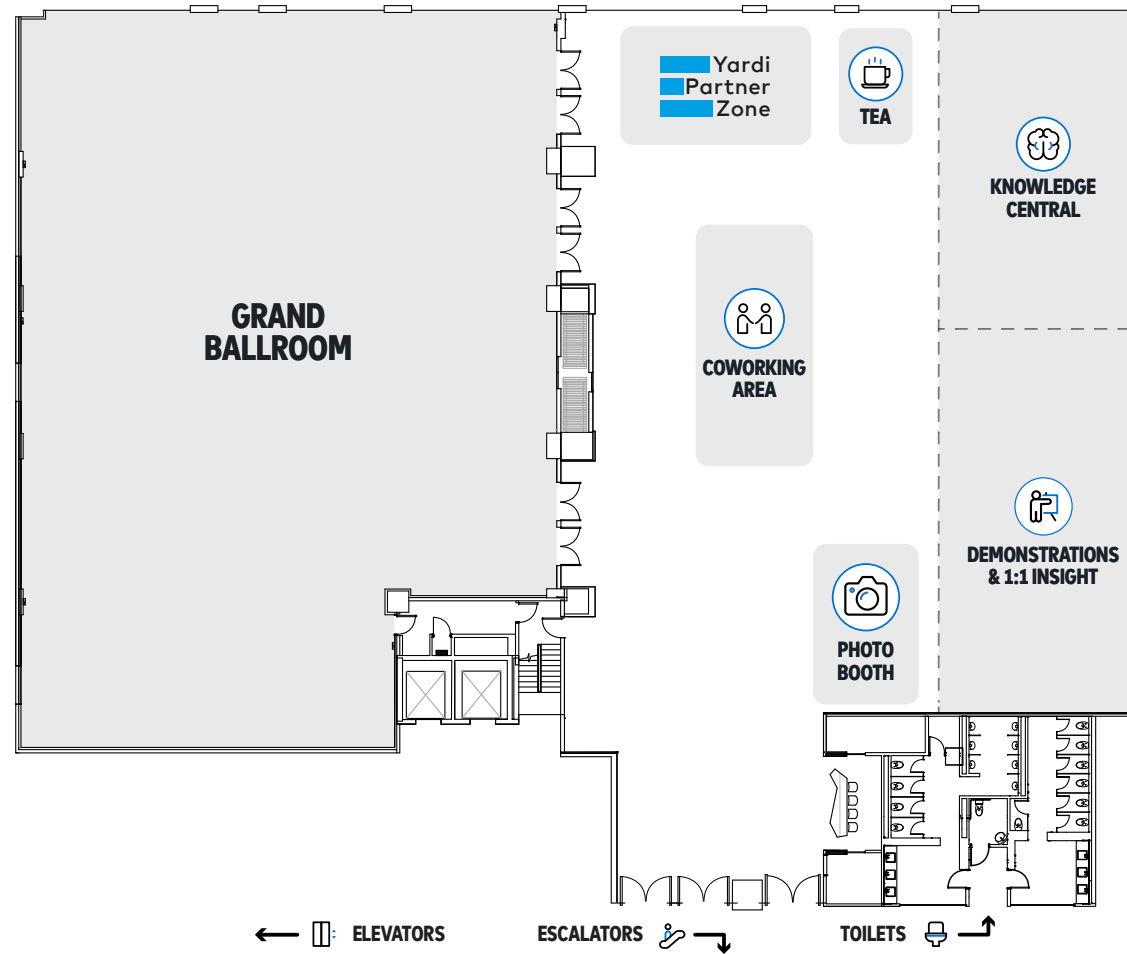 Yardi
Partner
Zone
TEA
KNOWLEDGE
CENTRAL
GRAND
BALLROOM
COWORKING
AREA
DEMONSTRATIONS
& 1:1 INSIGHT
PHOTO
BOOTH
ELEVATORS
ESCALATORS
TOILETS